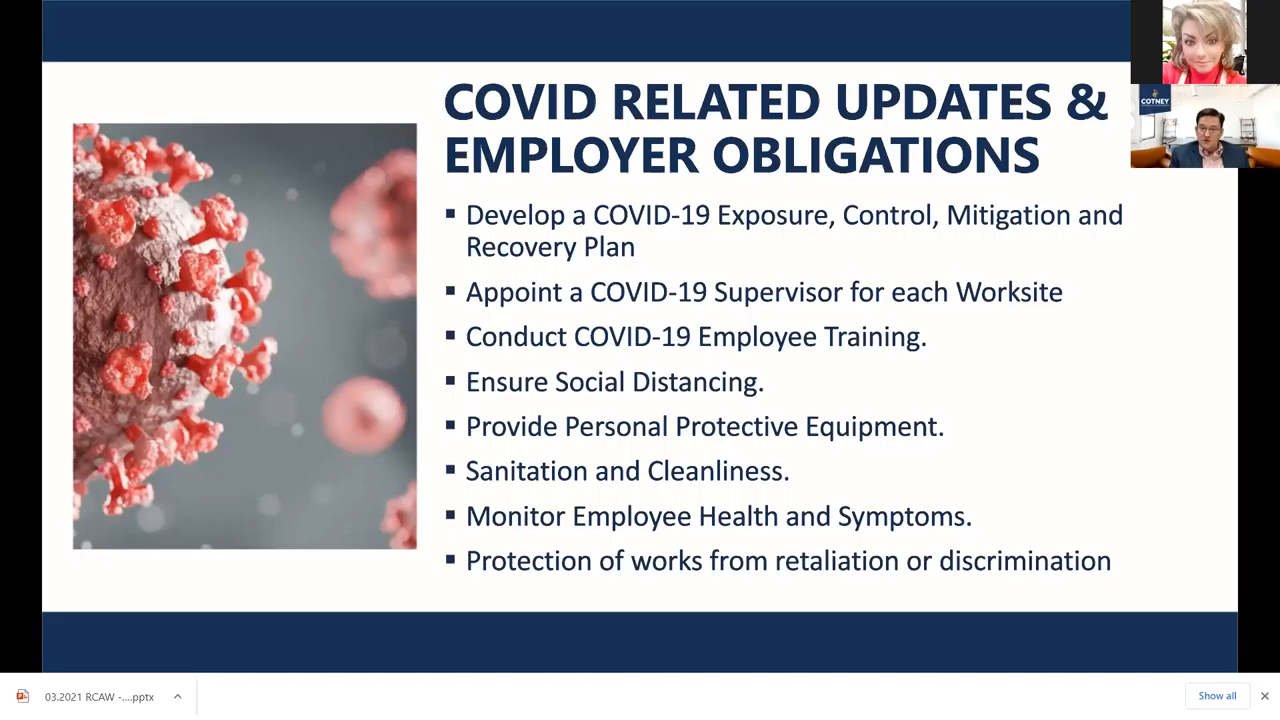 COVID RELATED UPDATES &
EMPLOYER OBLIGATIONS
▪ Develop a COVID-19 Exposure, Control, Mitigation and
Recovery Plan
▪ Appoint a COVID-19 Supervisor for each Worksite
▪ Conduct COVID-19 Employee Training.
▪ Ensure Social Distancing.
▪ Provide Personal Protective Equipment.
▪ Sanitation and Cleanliness.
▪ Monitor Employee Health and Symptoms.
▪ Protection of works from retaliation or discrimination
COTNEY
03.2021 RCAW -....pptx
Show all